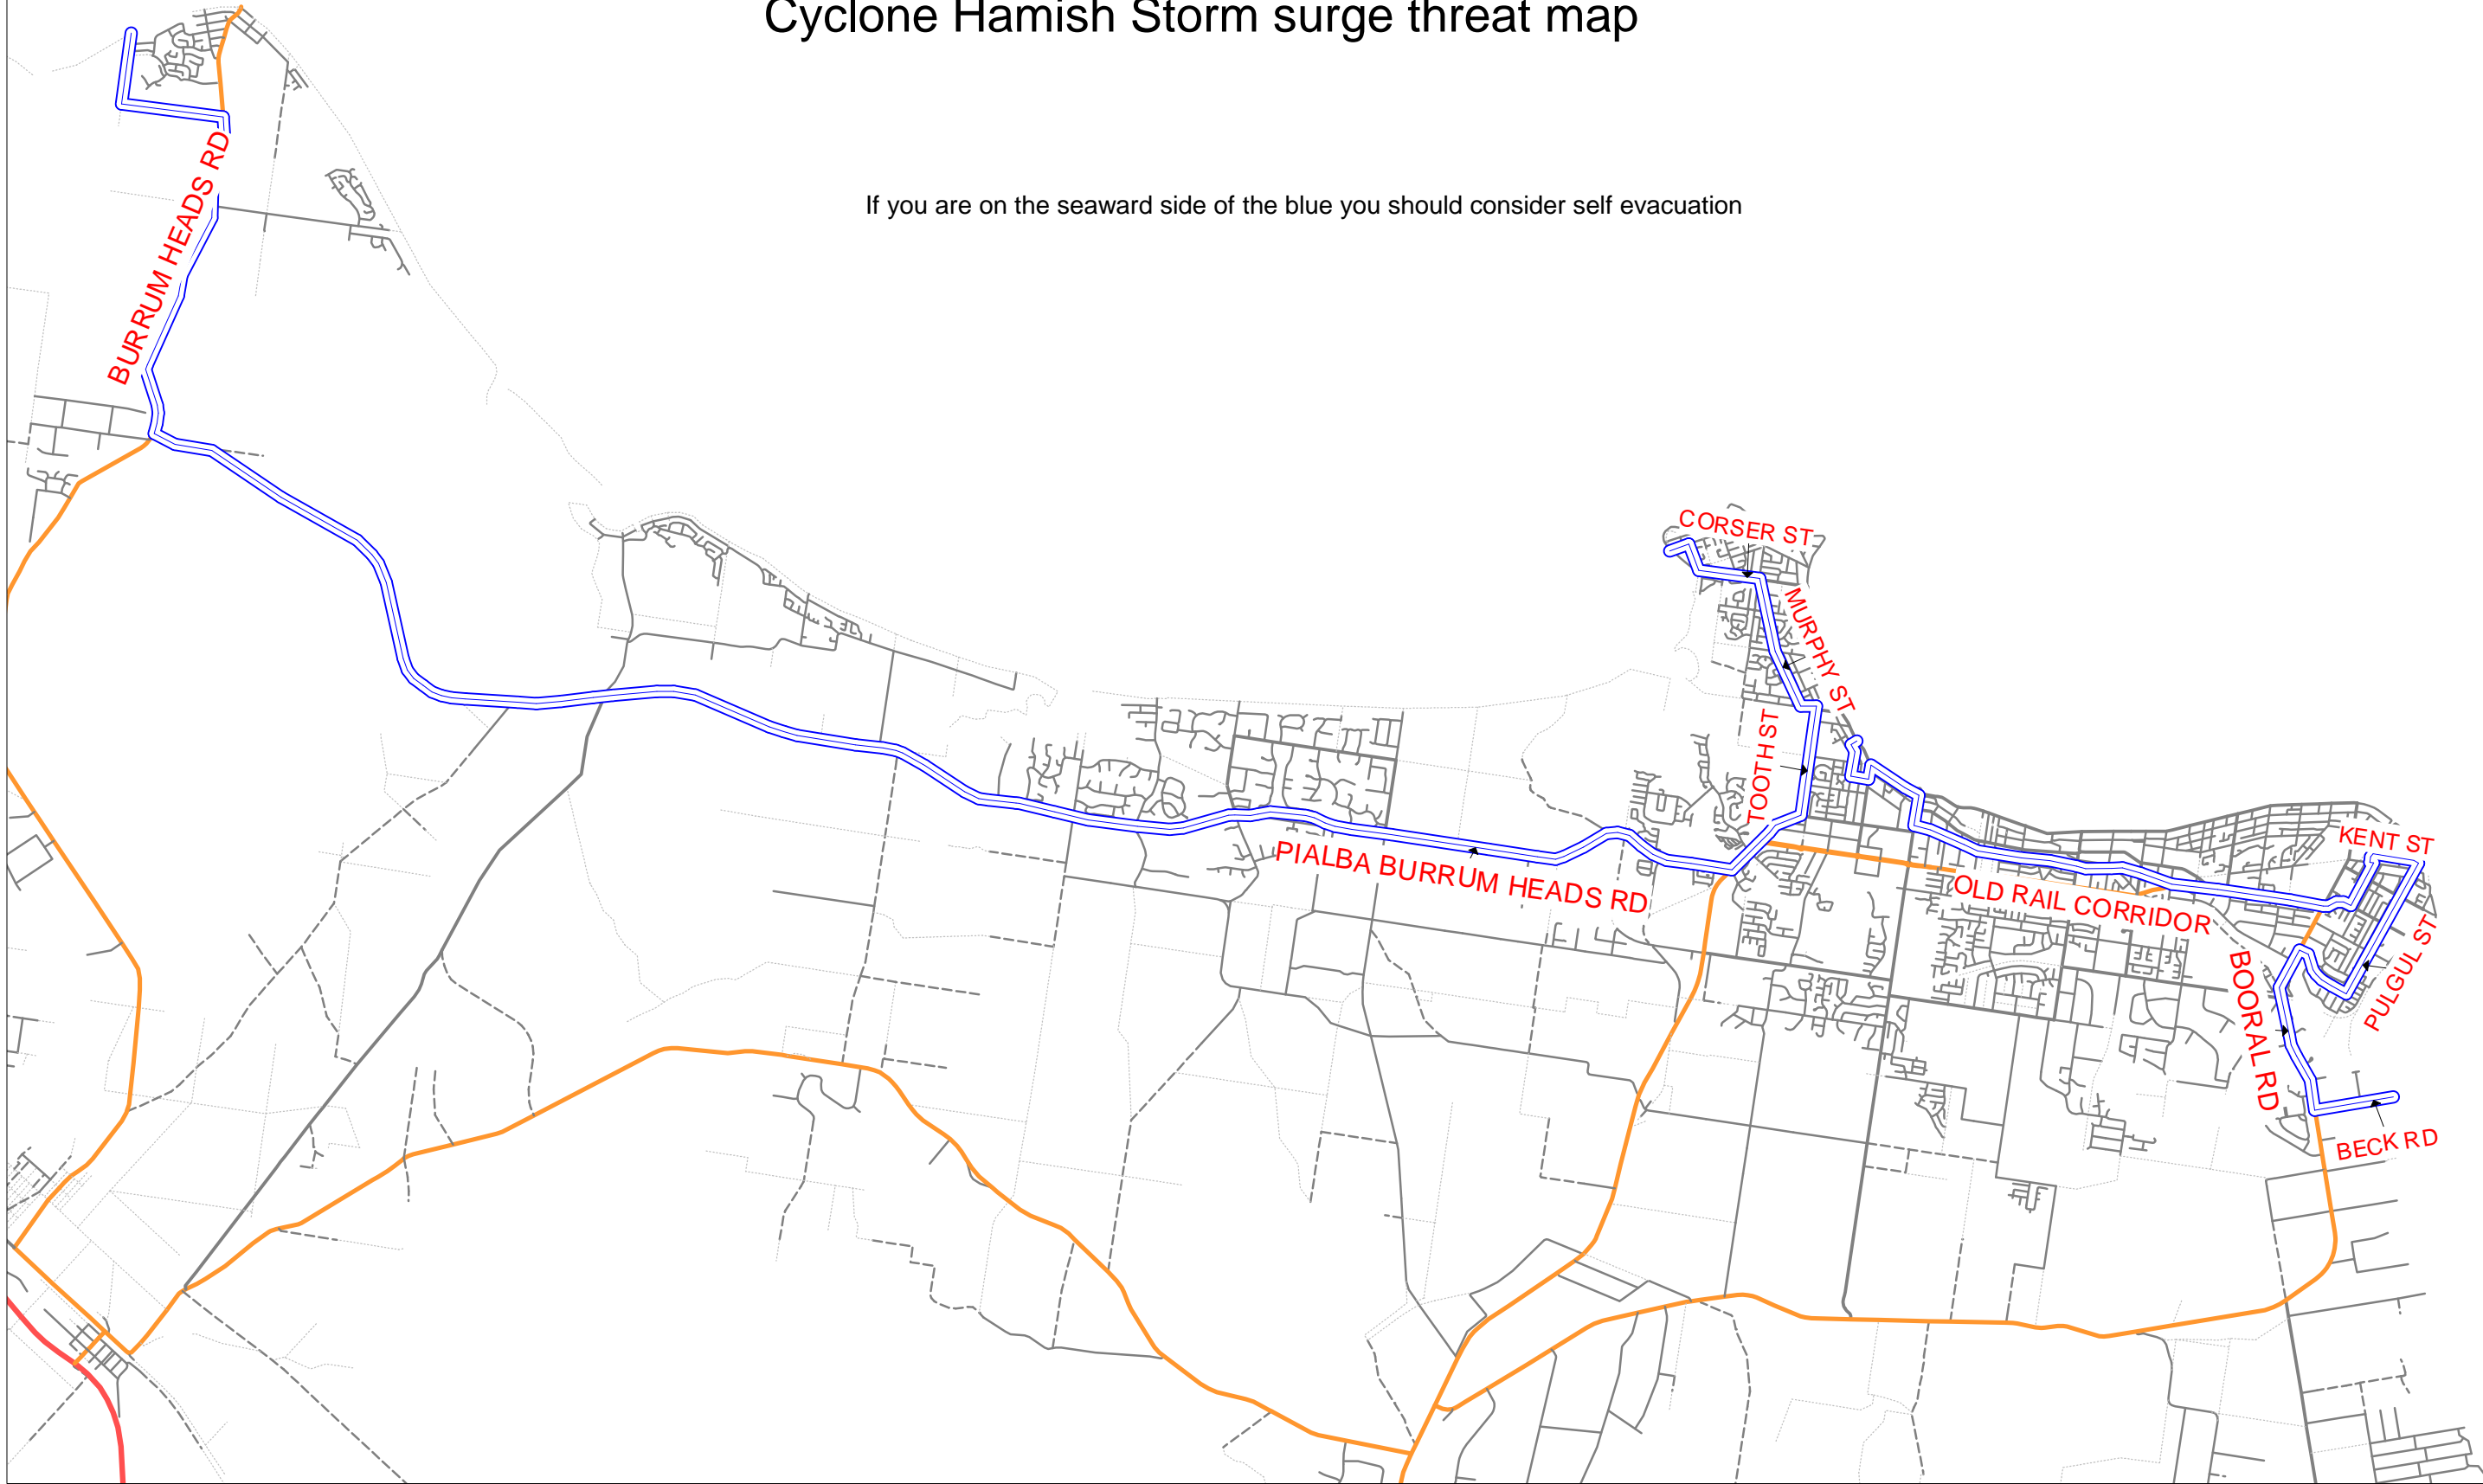 Cyclone Hamish Storm surge threat map
If you are on the seaward side of the blue you should consider self evacuation
BURRUM HEADS RD
CORSER ST
MURPHY ST
TOOTH ST
PIALBA BURRUM HEADS RD
KENT ST
OLD RAIL CORRIDOR
PULGUL ST
BOORAL RD
BECK RD